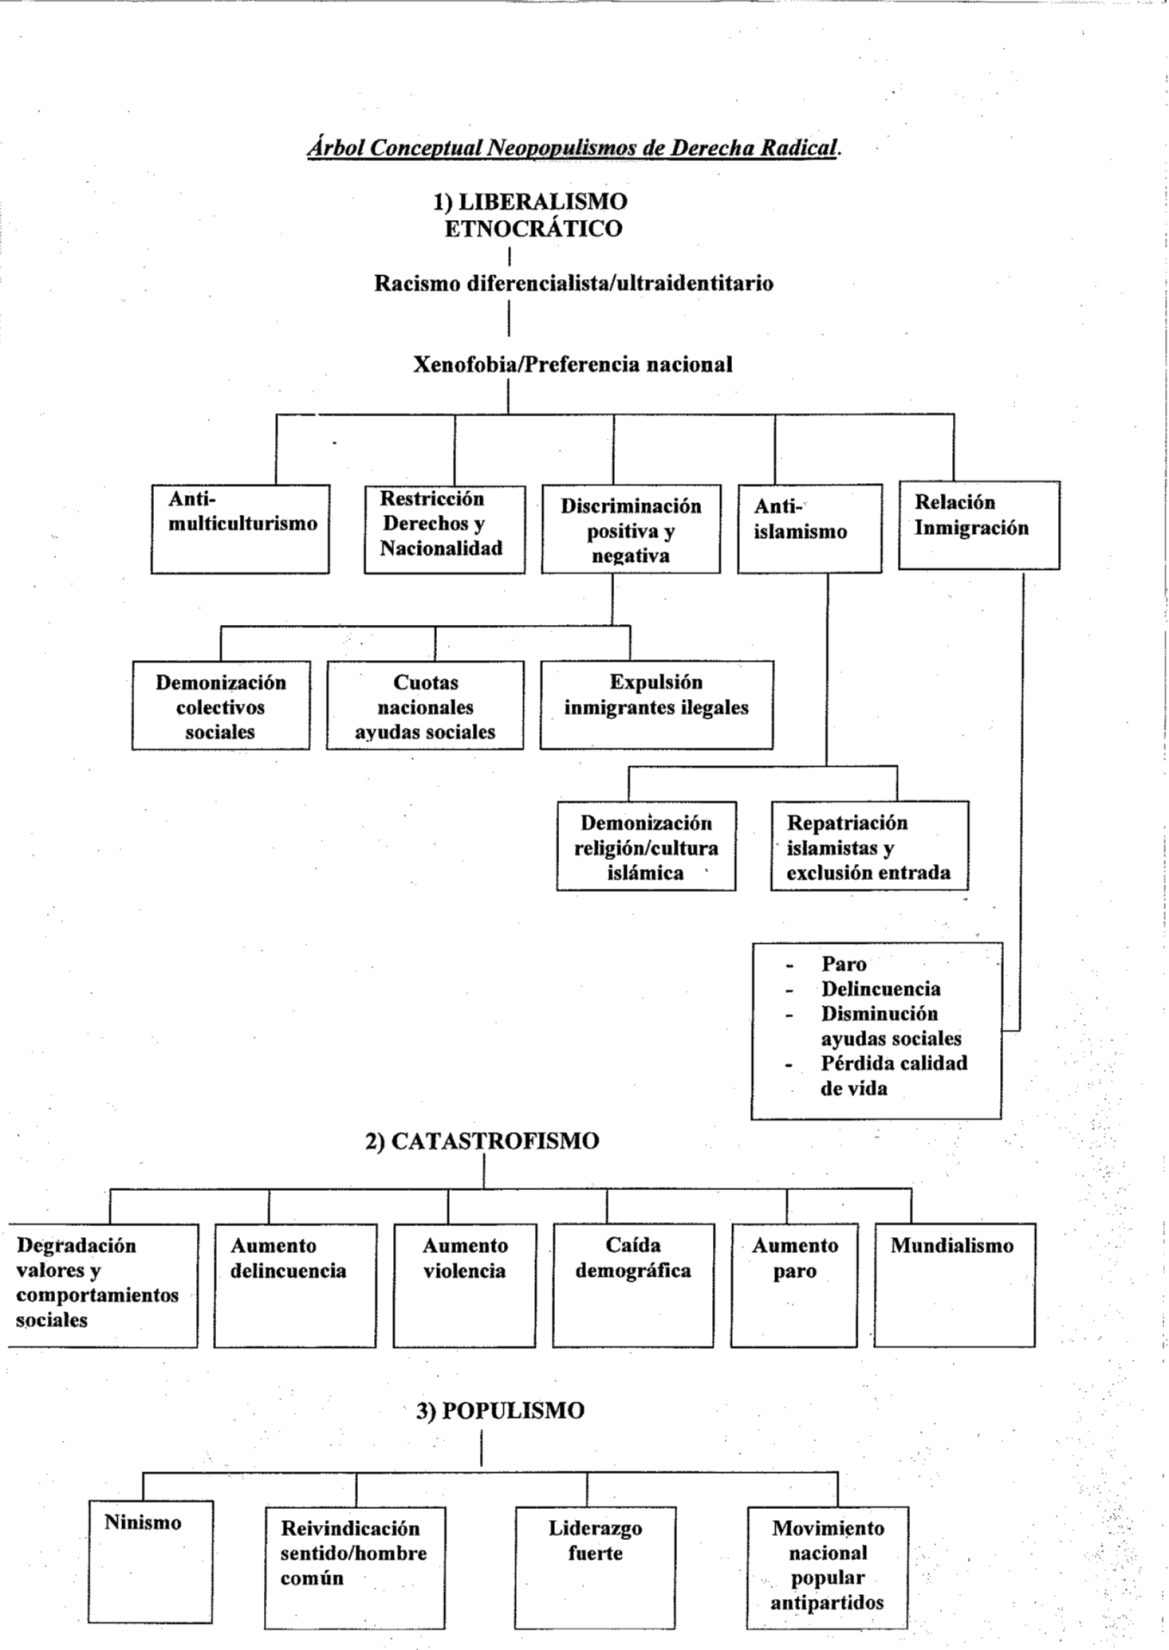 Árbol Conceptual Neopopulismos de Derecha Radical.
1) LIBERALISMO
ETNOCRÁTICO
Racismo diferencialista/ultraidentitario
Xenofobia/Preferencia nacional
Anti-
multiculturismo
Restricción
Derechos y
Nacionalidad
Discriminación
positiva y
negativa
Anti-
islamismo
Relación
Inmigración
Demonización
colectivos
sociales
Cuotas
nacionales
ayudas sociales
Expulsión
inmigrantes ilegales
Demonización
religión/cultura
islámica
Repatriación
islamistas y
exclusión entrada
- Paro
- Delincuencia
- Disminución
ayudas sociales
- Pérdida calidad
de vida
2) CATASTROFISMO
Degradación
valores y
comportamientos
sociales
Aumento
delincuencia
Aumento
violencia
Caída
demográfica
Aumento
paro
Mundialismo
3) POPULISMO
Ninismo
Reivindicación
sentido/hombre
común
Liderazgo
fuerte
Movimiento
nacional
popular
antipartidos